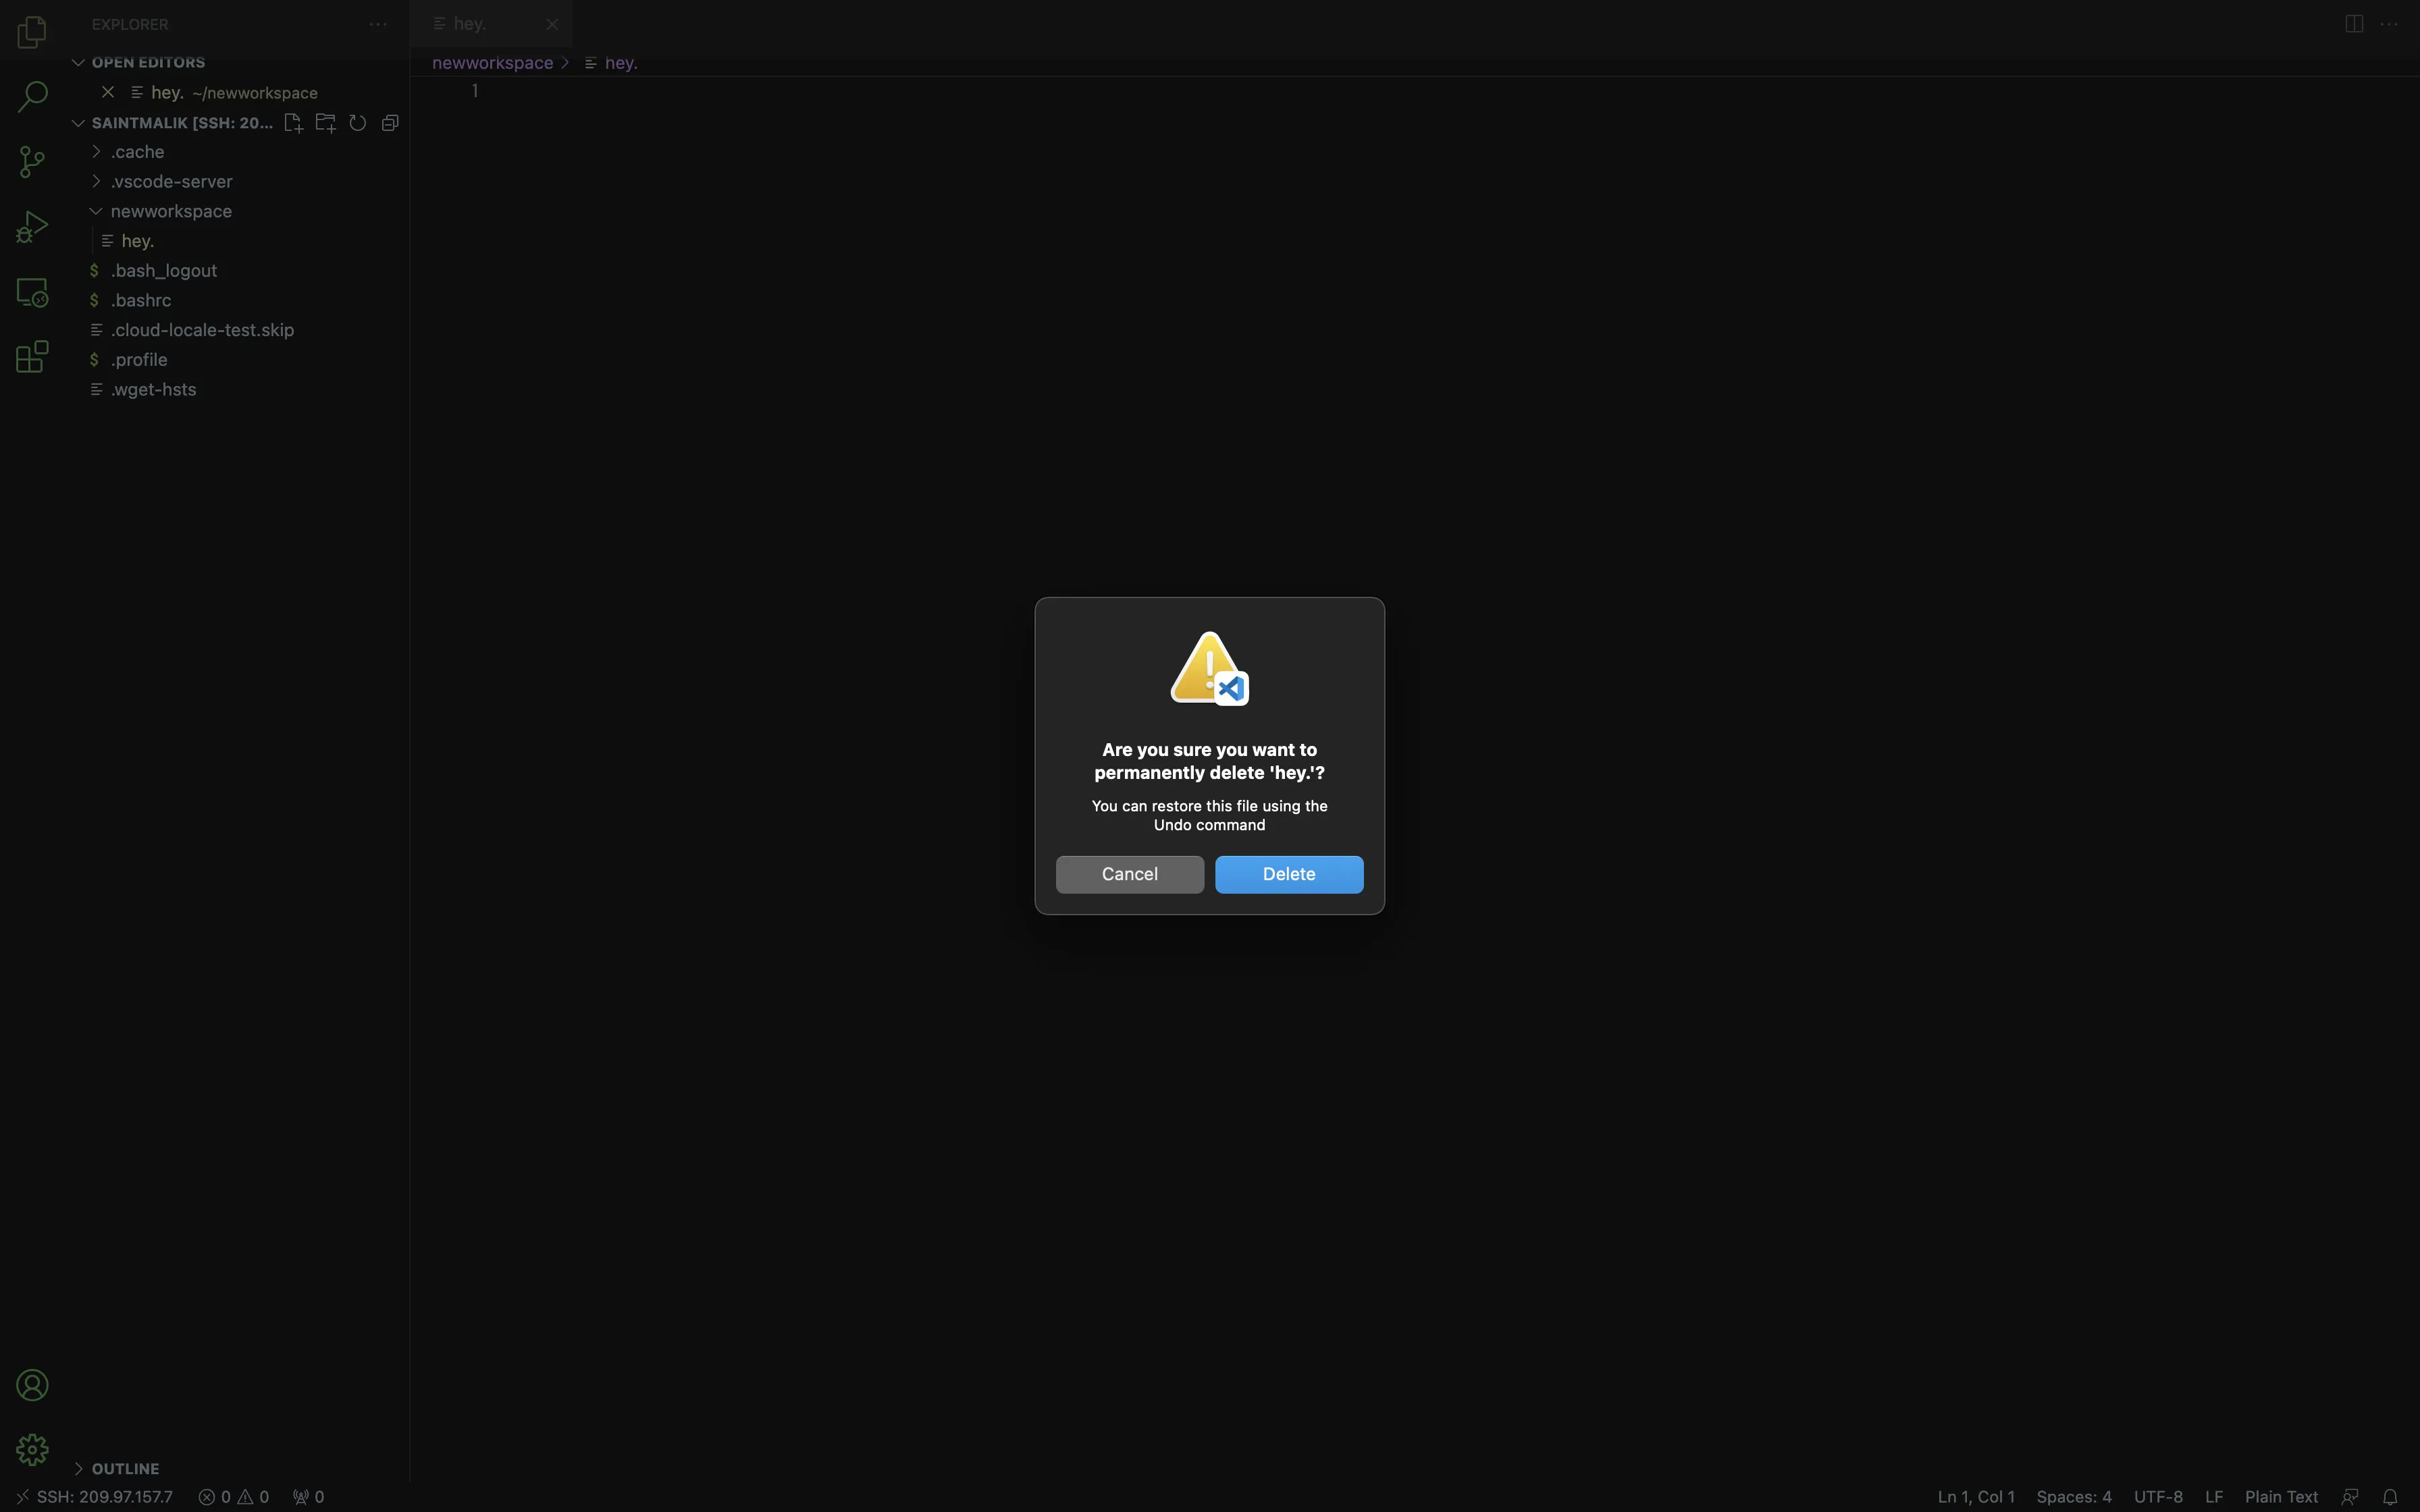 EXPLORER
hey.
OPEN EDITORS
newworkspace > hey.
hey. ~/newworkspace
1
SAINTMALIK [SSH: 20...
.cache
.vscode-server
newworkspace
hey.
$ .bash_logout
$ .bashrc
.cloud-locale-test.skip
$ .profile
.wget-hsts
Are you sure you want to
permanently delete 'hey.'?
You can restore this file using the
Undo command
Cancel
Delete
OUTLINE
SSH: 209.97.157.7 0 0 0
Ln 1, Col 1 Spaces: 4 UTF-8 LF Plain Text